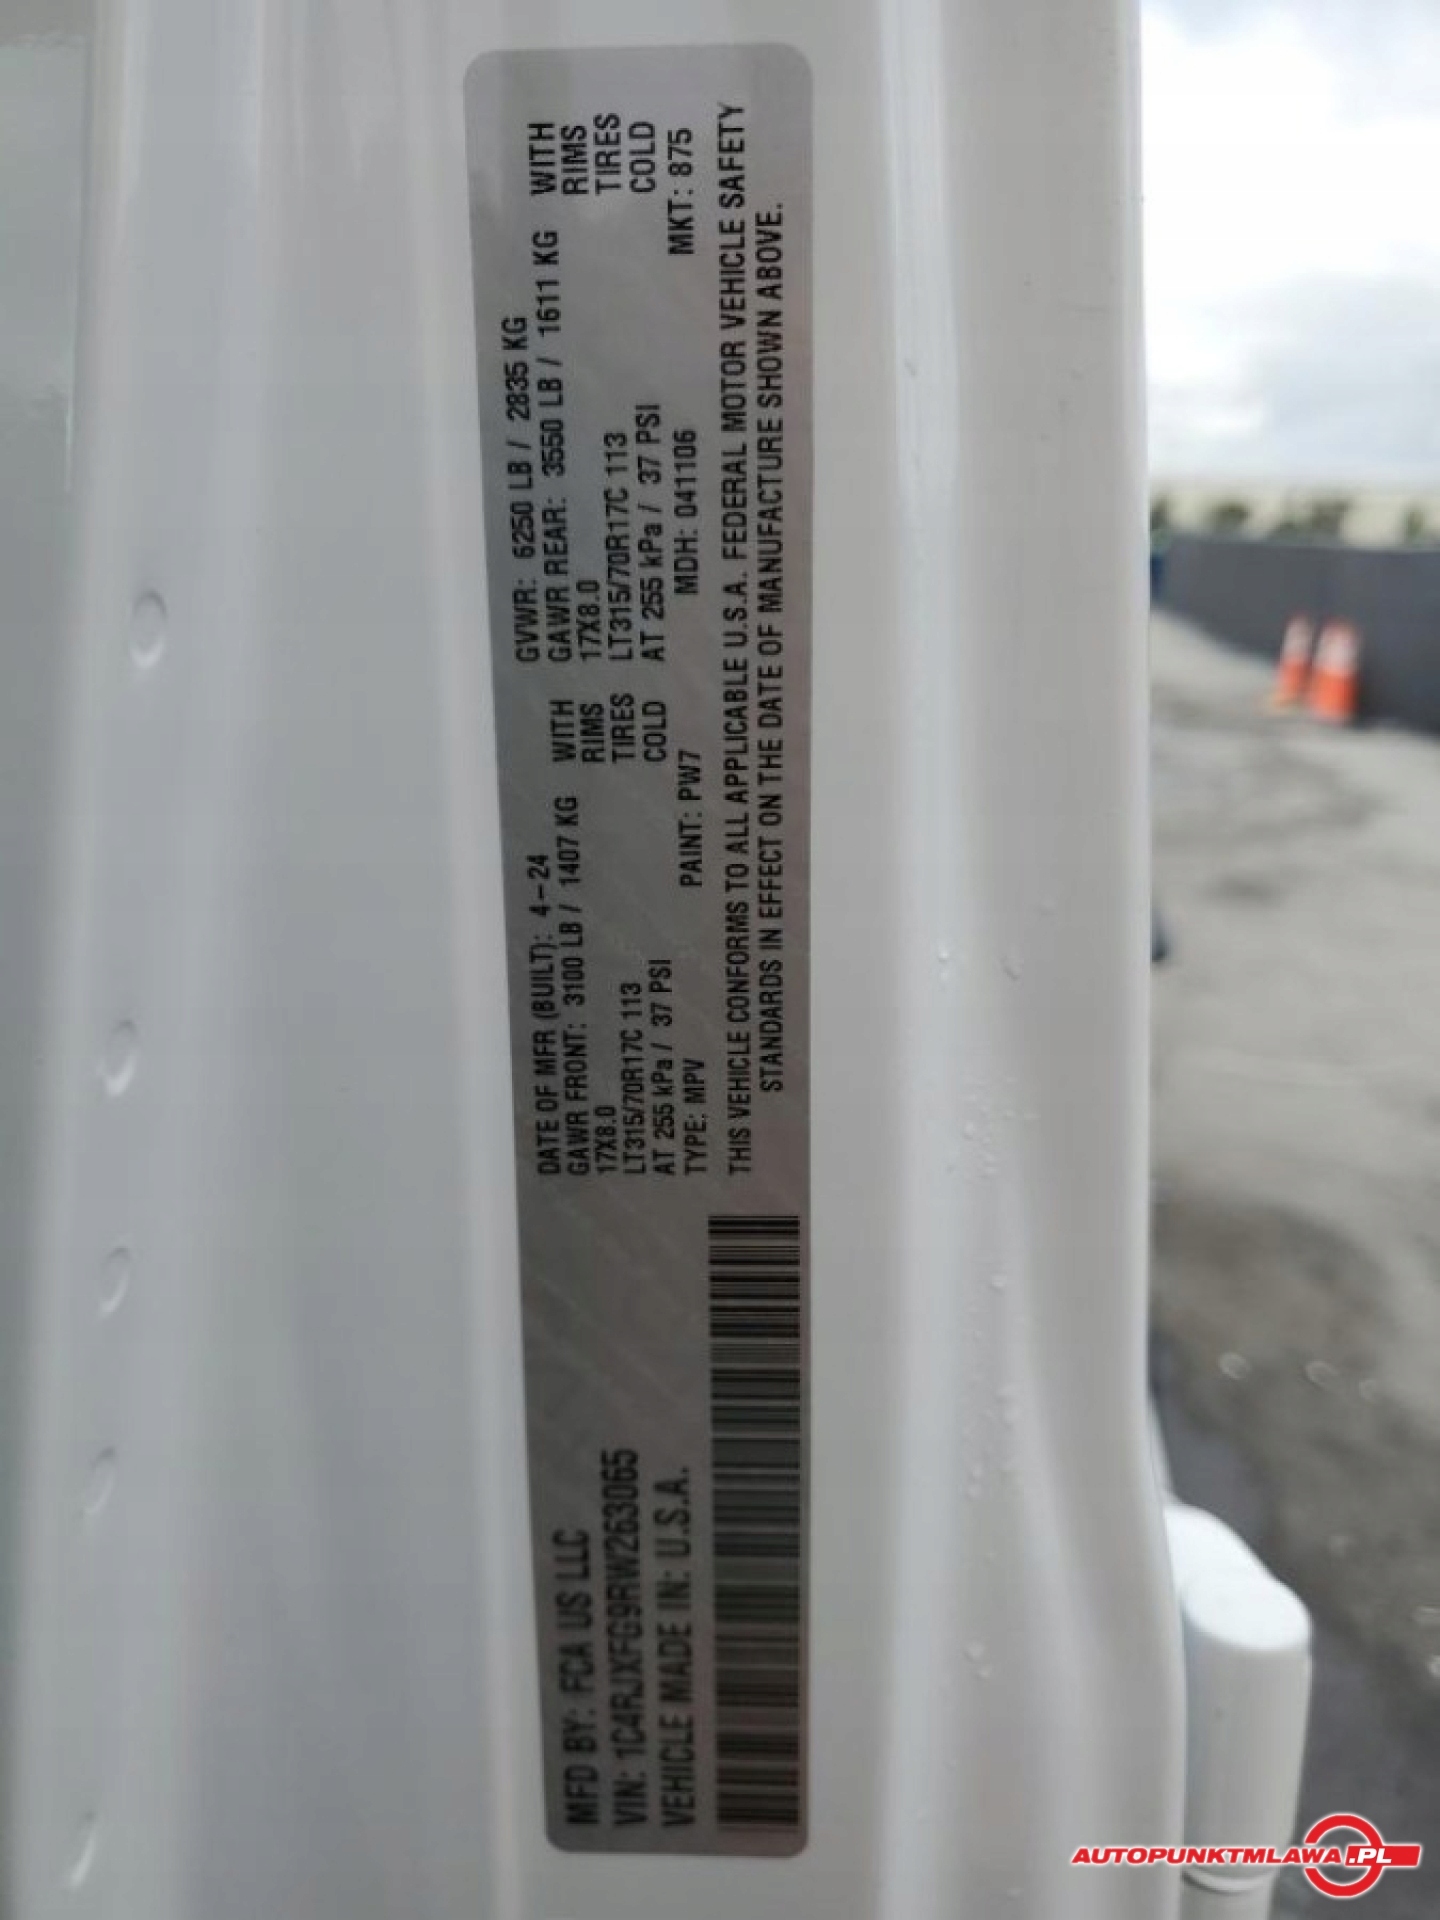 MFD BY: FCA US LLC
VIN: 1C4RJXFG9RW263065
VEHICLE MADE IN: U.S.A.
DATE OF MFR (BUILT): 4-24 GVWR: 6250 LB / 2835 KG
GAWR FRONT: 3100 LB / 1407 KG WITH GAWR REAR: 3550 LB / 1611 KG WITH
17X8.0 RIMS 17X8.0 RIMS
LT315/70R17C 113 TIRES LT315/70R17C 113 TIRES
AT 255 kPa / 37 PSI COLD AT 255 kPa / 37 PSI COLD
TYPE: MPV PAINT: PW7 MDH: 041106 MKT: 875
THIS VEHICLE CONFORMS TO ALL APPLICABLE U.S.A. FEDERAL MOTOR VEHICLE SAFETY
STANDARDS IN EFFECT ON THE DATE OF MANUFACTURE SHOWN ABOVE.
AUTOPUNKTMLAWA.PL